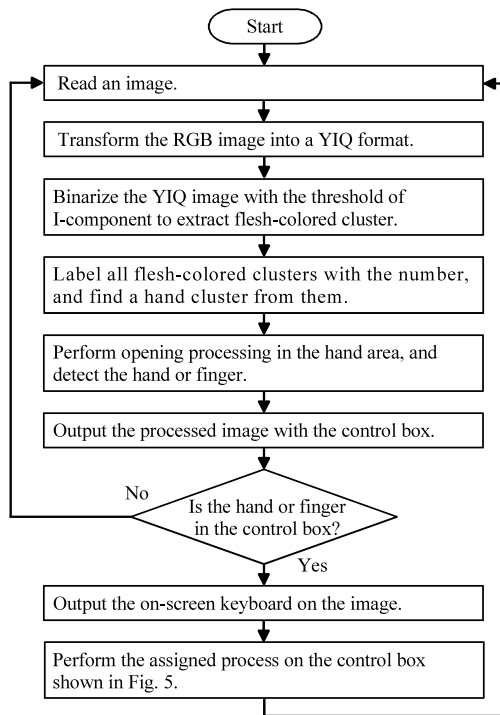 Start
Read an image.
Transform the RGB image into a YIQ format.
Binarize the YIQ image with the threshold of
I-component to extract flesh-colored cluster.
Label all flesh-colored clusters with the number,
and find a hand cluster from them.
Perform opening processing in the hand area, and
detect the hand or finger.
Output the processed image with the control box.
No
Is the hand or finger
in the control box?
Yes
Output the on-screen keyboard on the image.
Perform the assigned process on the control box
shown in Fig. 5.